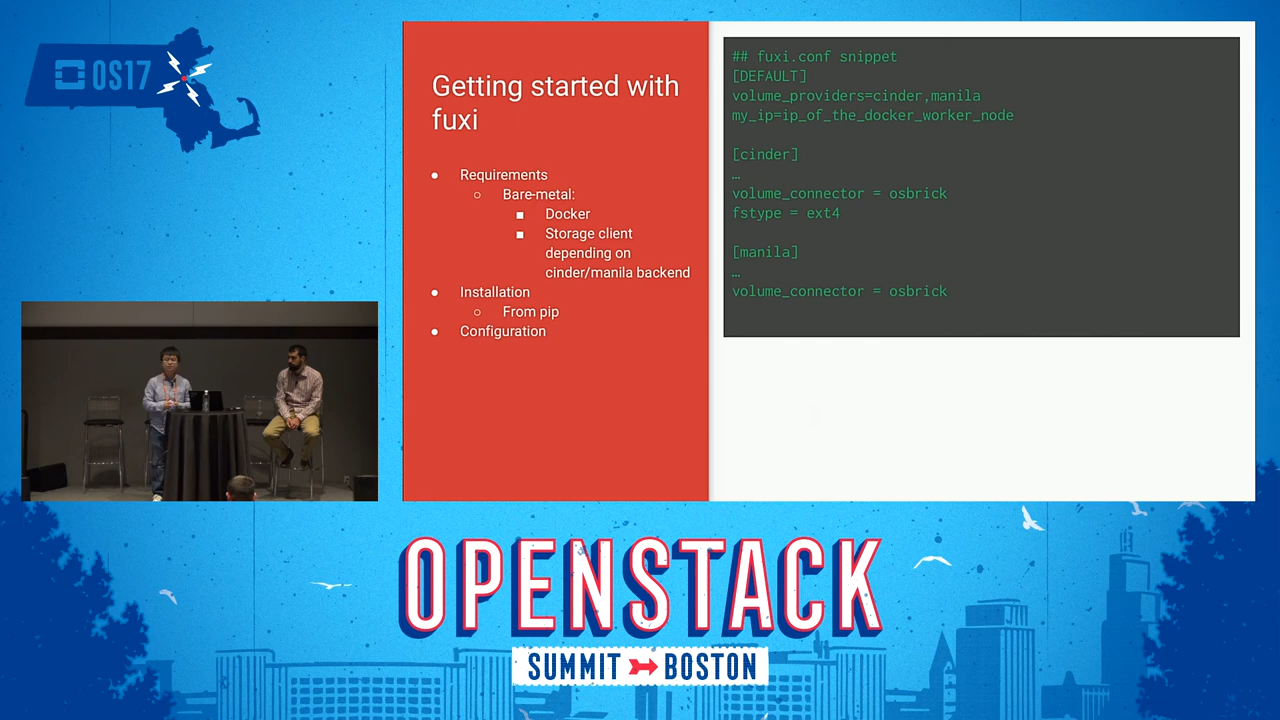 OS17
Getting started with
fuxi
● Requirements
○ Bare-metal:
■ Docker
■ Storage client
depending on
cinder/manila backend
● Installation
○ From pip
● Configuration
## fuxi.conf snippet
[DEFAULT]
volume_providers=cinder,manila
my_ip=ip_of_the_docker_worker_node
[cinder]
…
volume_connector = osbrick
fstype = ext4
[manila]
…
volume_connector = osbrick
OPENSTACK
SUMMIT BOSTON